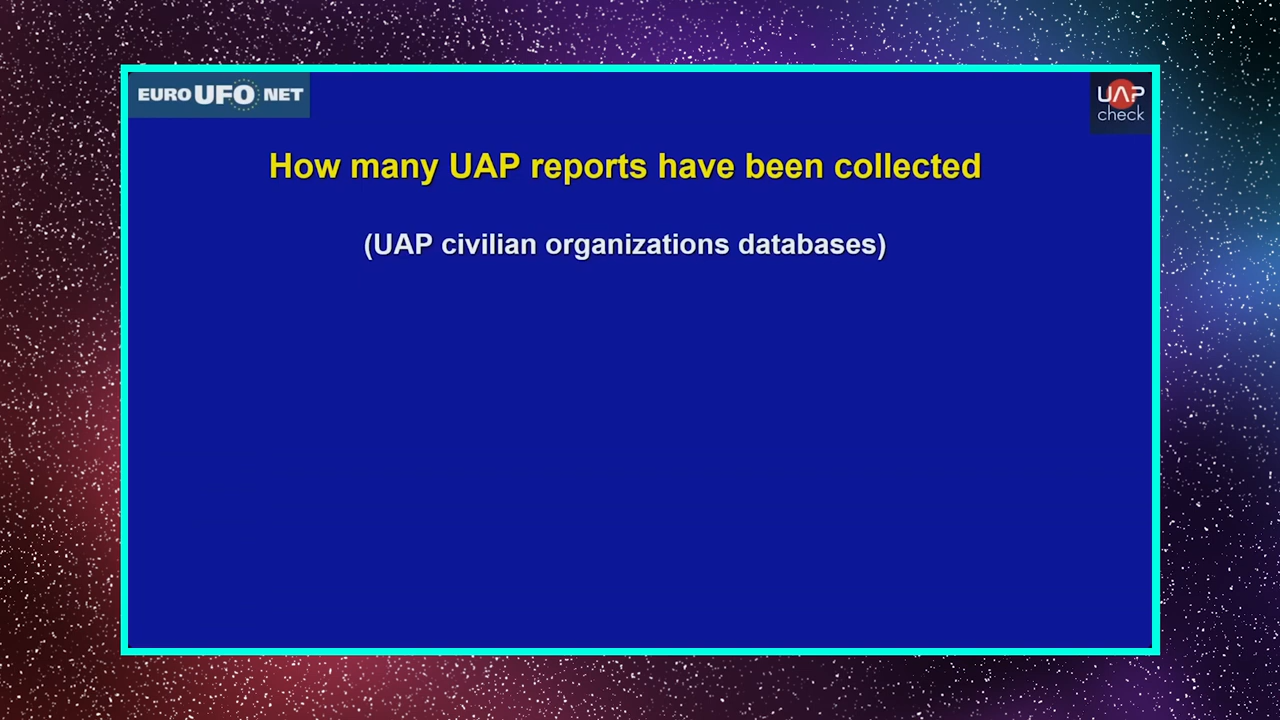 EURO UFO NET
UAP
check
How many UAP reports have been collected
(UAP civilian organizations databases)